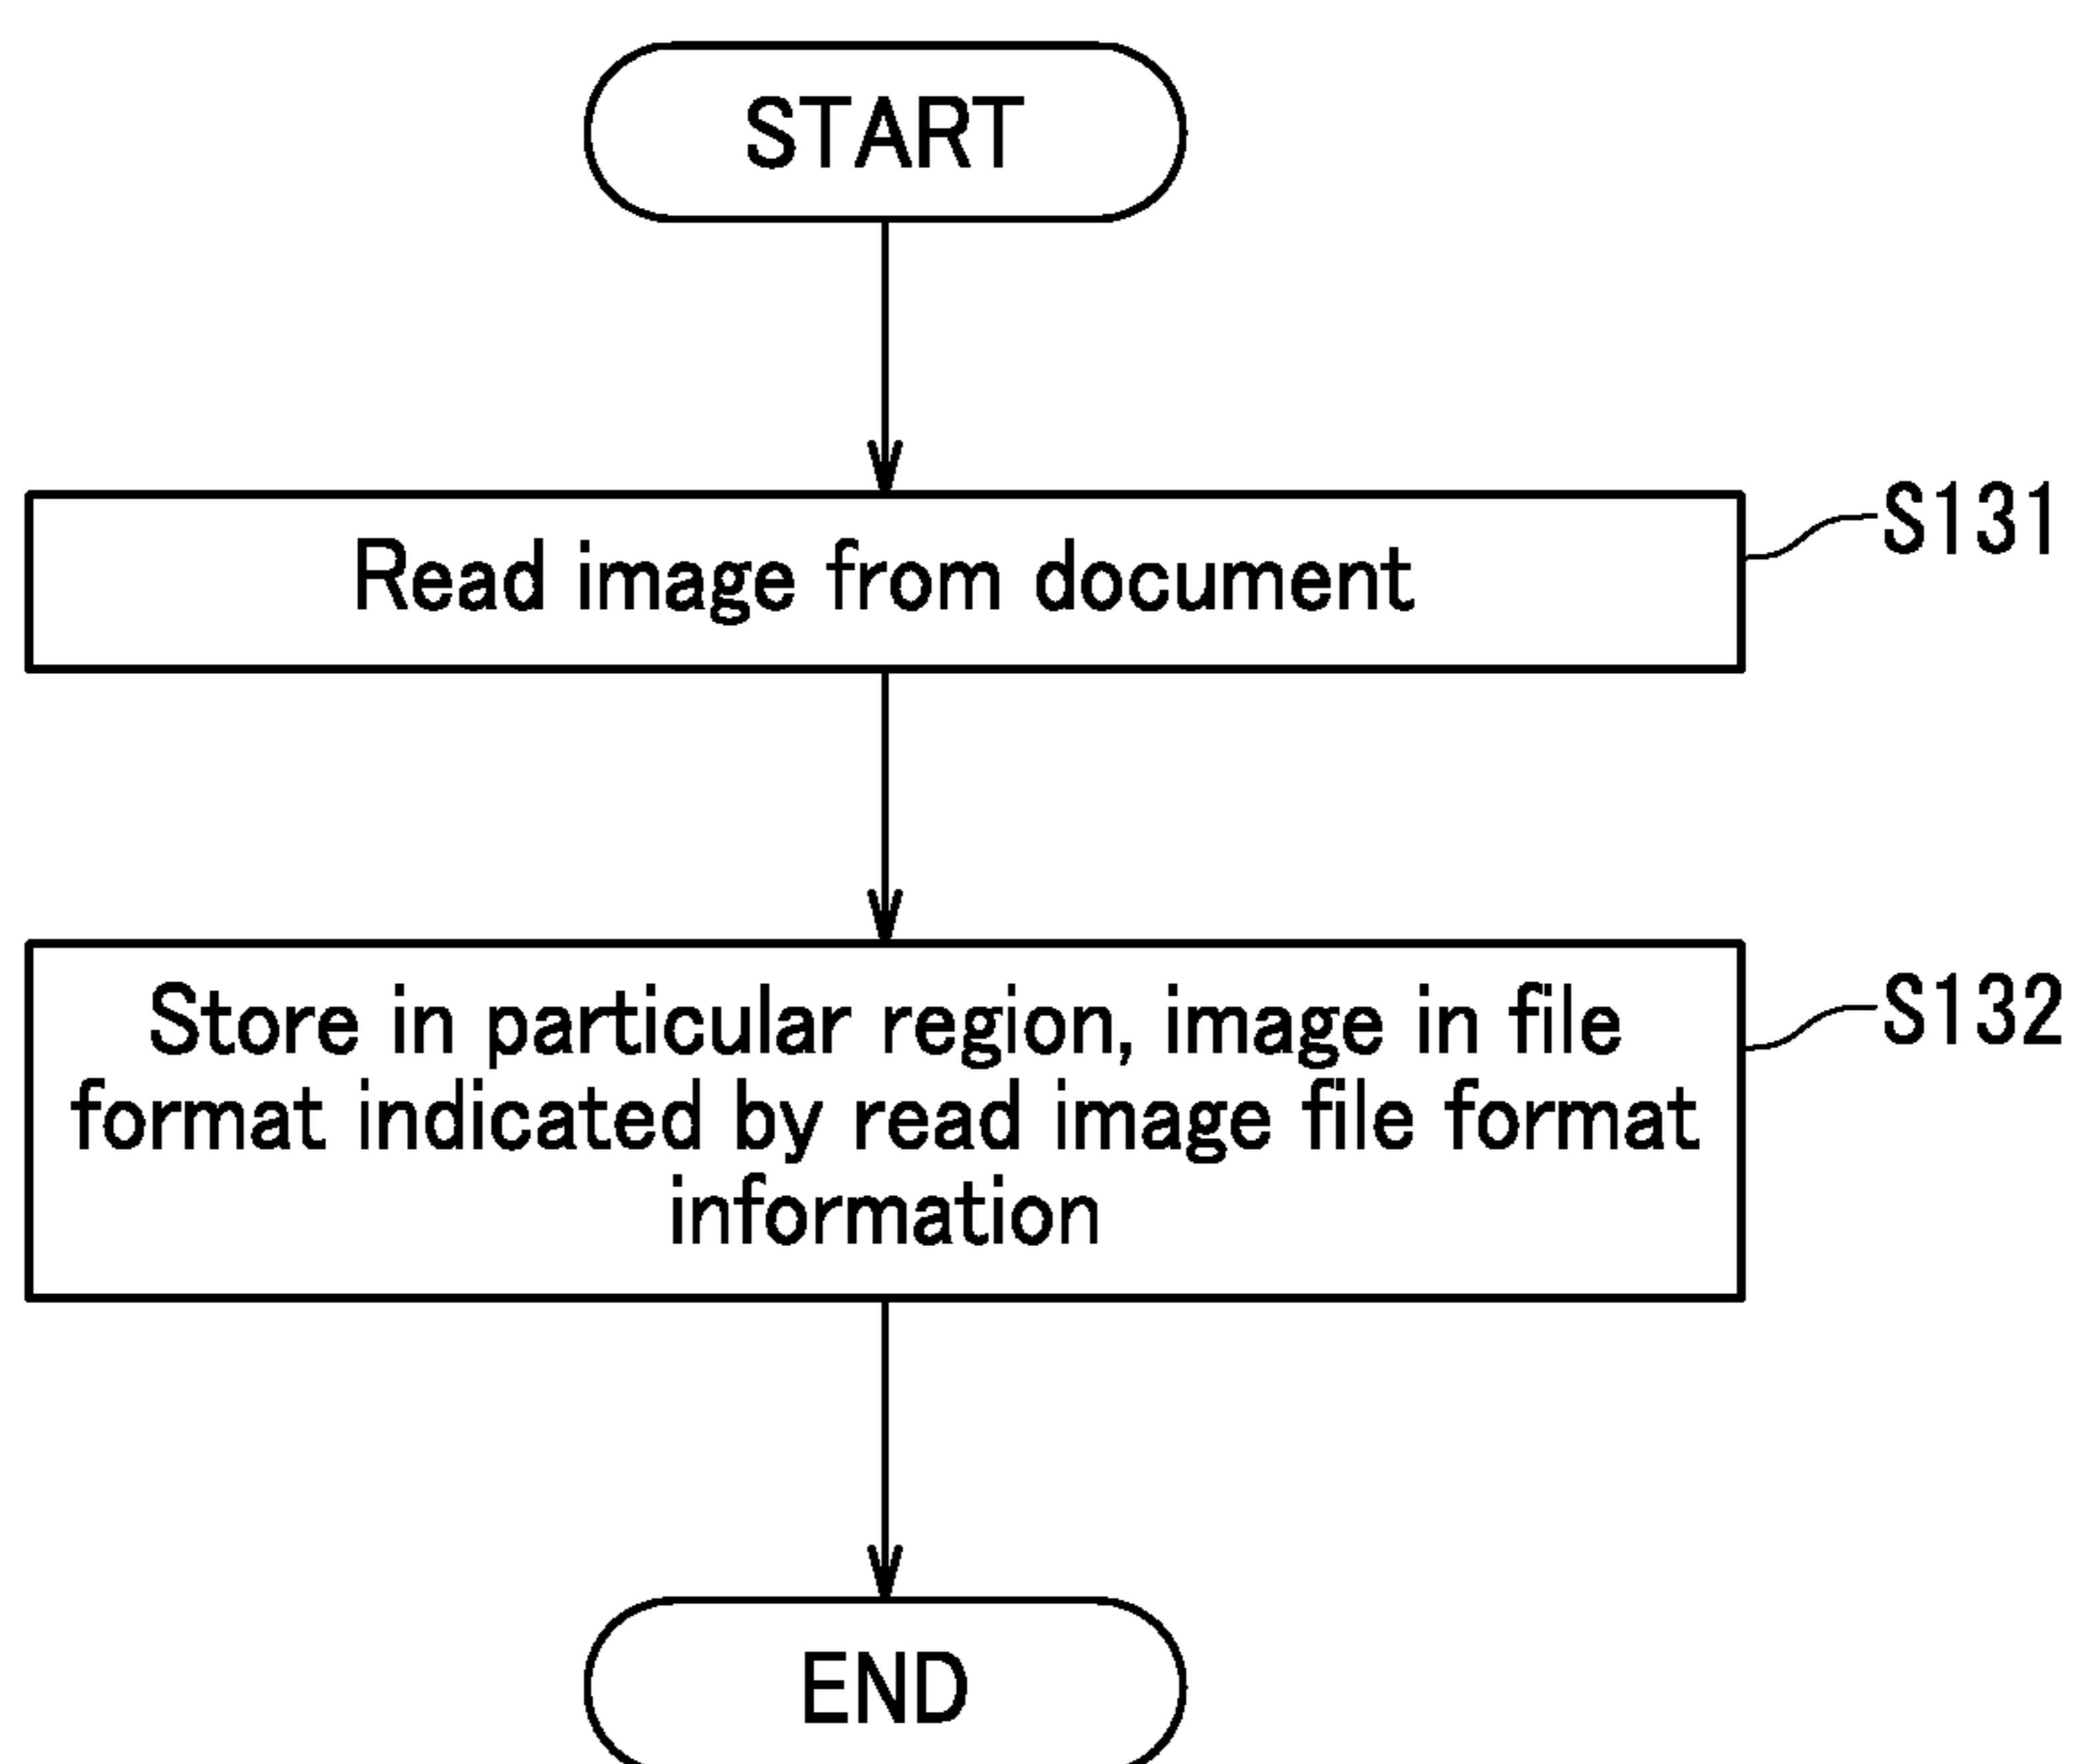 START
Read image from document
S131
Store in particular region, image in file
format indicated by read image file format
information
S132
END